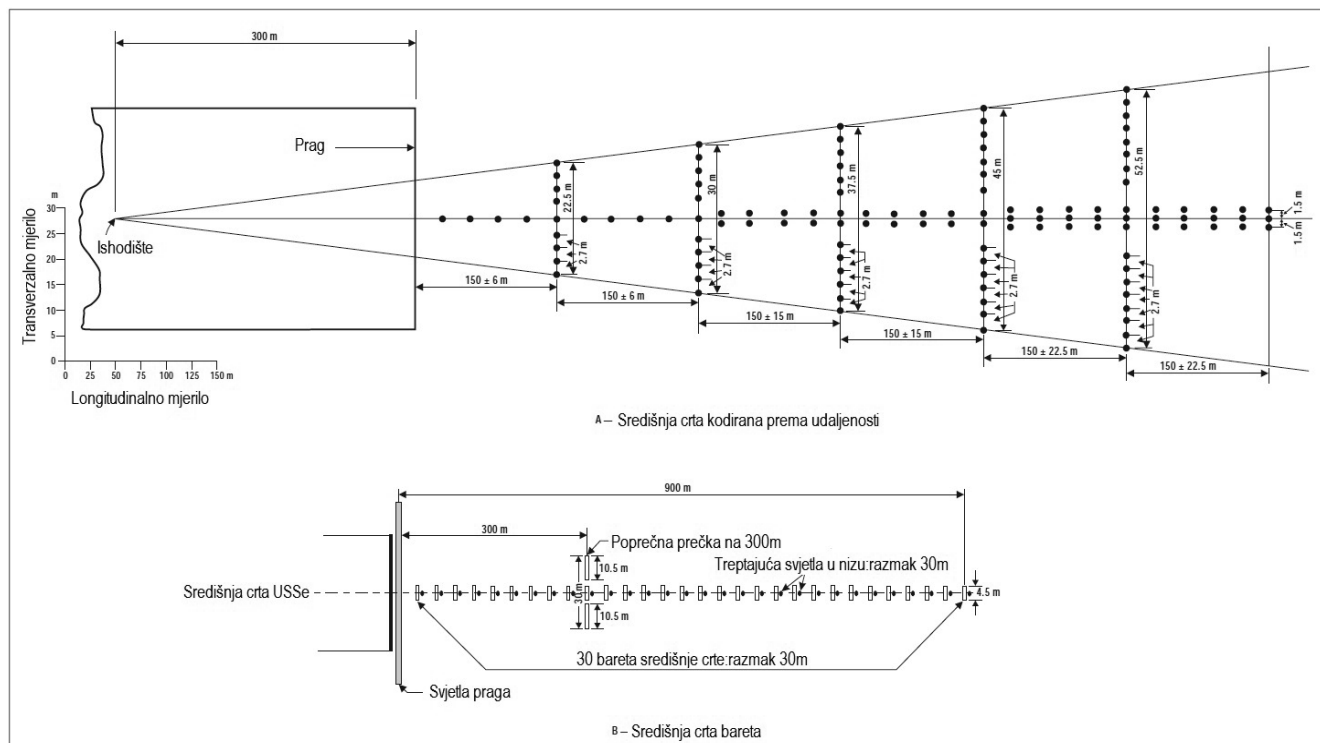 300 m
Prag
Ishodište
Transverzalno mjerilo
m
30
25
20
15
10
5
0
0 25 50 75 100 125 150 m
Longitudinalno mjerilo
22.5 m
30 m
37.5 m
45 m
52.5 m
2.7 m
2.7 m
2.7 m
2.7 m
2.7 m
1.5 m
1.5 m
150 ± 6 m
150 ± 6 m
150 ± 15 m
150 ± 15 m
150 ± 22.5 m
150 ± 22.5 m
A – Središnja crta kodirana prema udaljenosti
900 m
300 m
Poprečna prečka na 300m
10.5 m
Treptajuća svjetla u nizu:razmak 30m
Središnja crta USSe
30 m
4.5 m
10.5 m
30 bareta središnje crte:razmak 30m
Svjetla praga
B – Središnja crta bareta